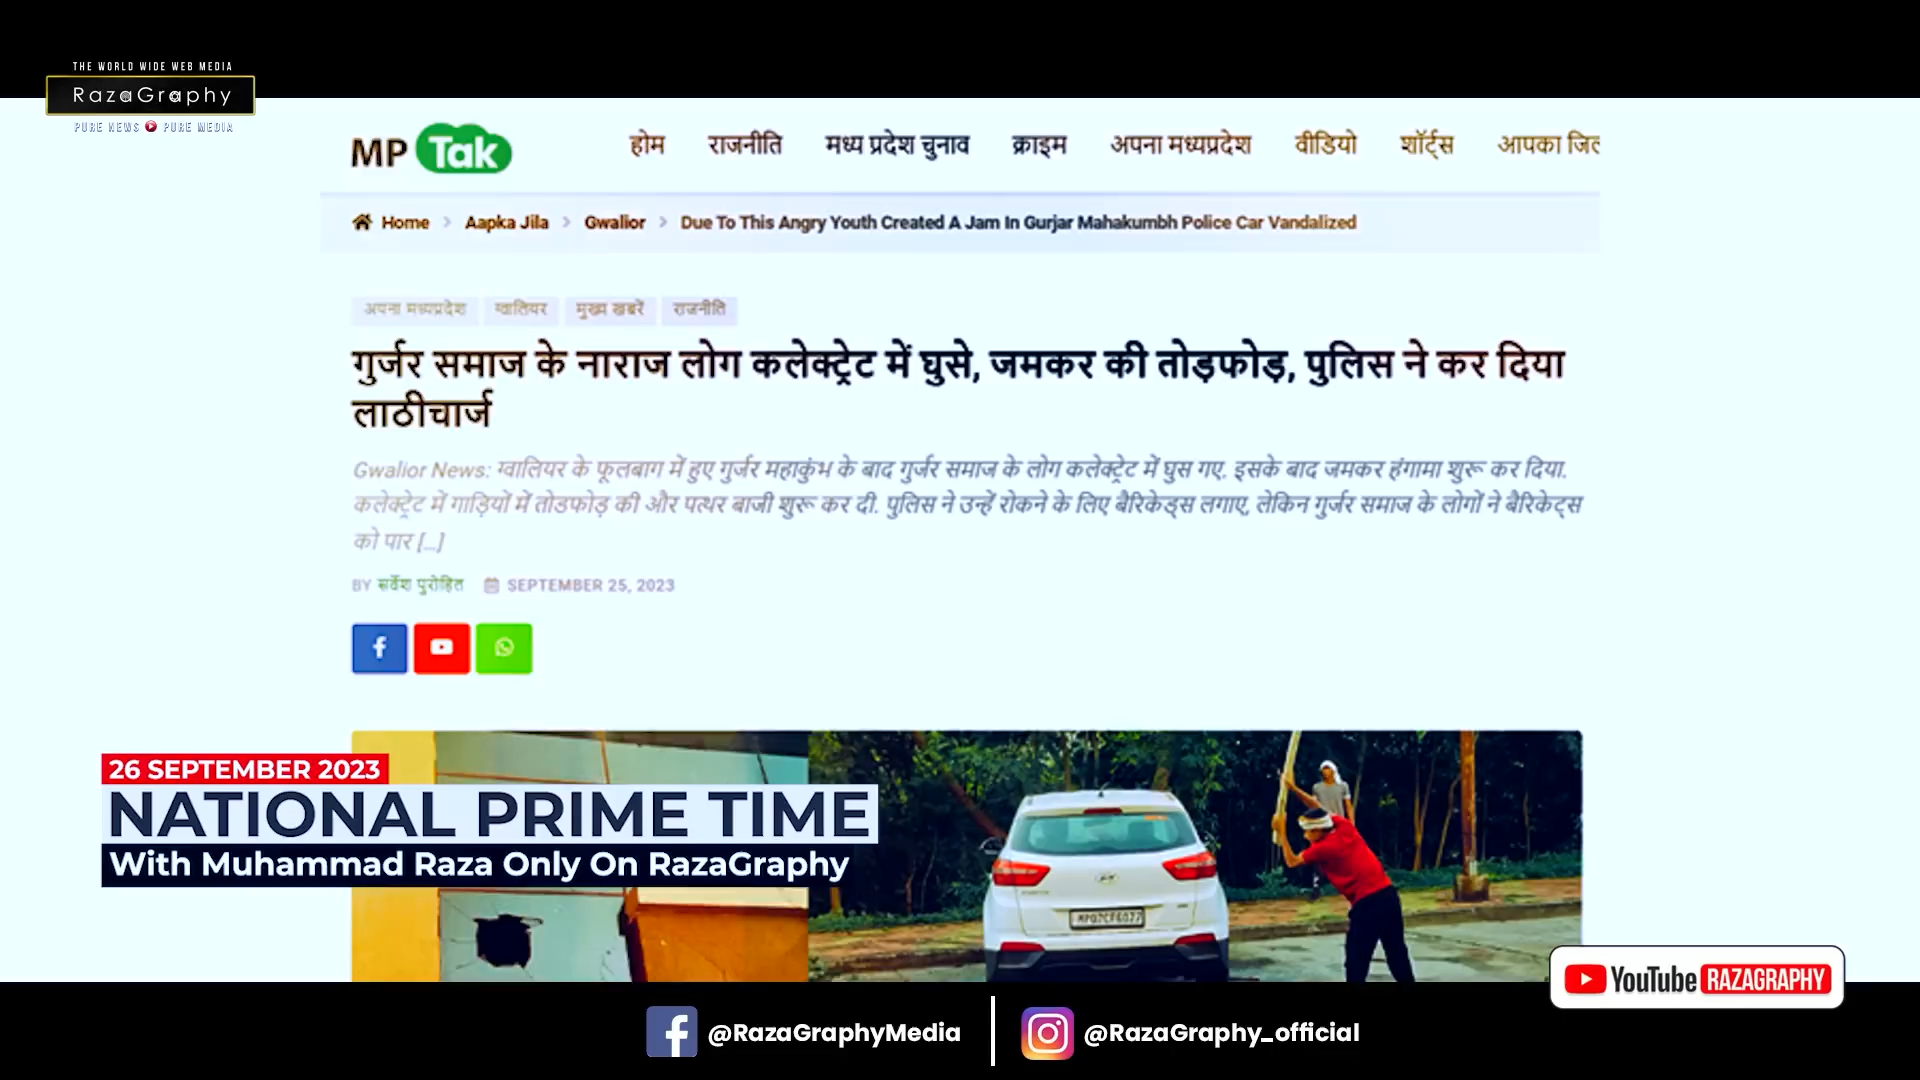 THE WORLD WIDE WEB MEDIA
RazaGraphy
PURE NEWS PURE MEDIA
MP Tak
होम राजनीति मध्य प्रदेश चुनाव क्राइम अपना मध्यप्रदेश वीडियो शॉर्ट्स आपका जिल
Home > Aapka Jila > Gwalior > Due To This Angry Youth Created A Jam In Gurjar Mahakumbh Police Car Vandalized
अपना मध्यप्रदेश ग्वालियर मुख्य खबरें राजनीति
गुर्जर समाज के नाराज लोग कलेक्ट्रेट में घुसे, जमकर की तोड़फोड़, पुलिस ने कर दिया
लाठीचार्ज
Gwalior News: ग्वालियर के फूलबाग में हुए गुर्जर महाकुंभ के बाद गुर्जर समाज के लोग कलेक्ट्रेट में घुस गए. इसके बाद जमकर हंगामा शुरू कर दिया.
कलेक्ट्रेट में गाड़ियों में तोडफोड़ की और पत्थर बाजी शुरू कर दी. पुलिस ने उन्हें रोकने के लिए बैरिकेड्स लगाए, लेकिन गुर्जर समाज के लोगों ने बैरिकेट्स
को पार [...]
BY सर्वेश पुरोहित SEPTEMBER 25, 2023
26 SEPTEMBER 2023
NATIONAL PRIME TIME
With Muhammad Raza Only On RazaGraphy
MP07CF6077
YouTube RAZAGRAPHY
@RazaGraphyMedia
@RazaGraphy_official